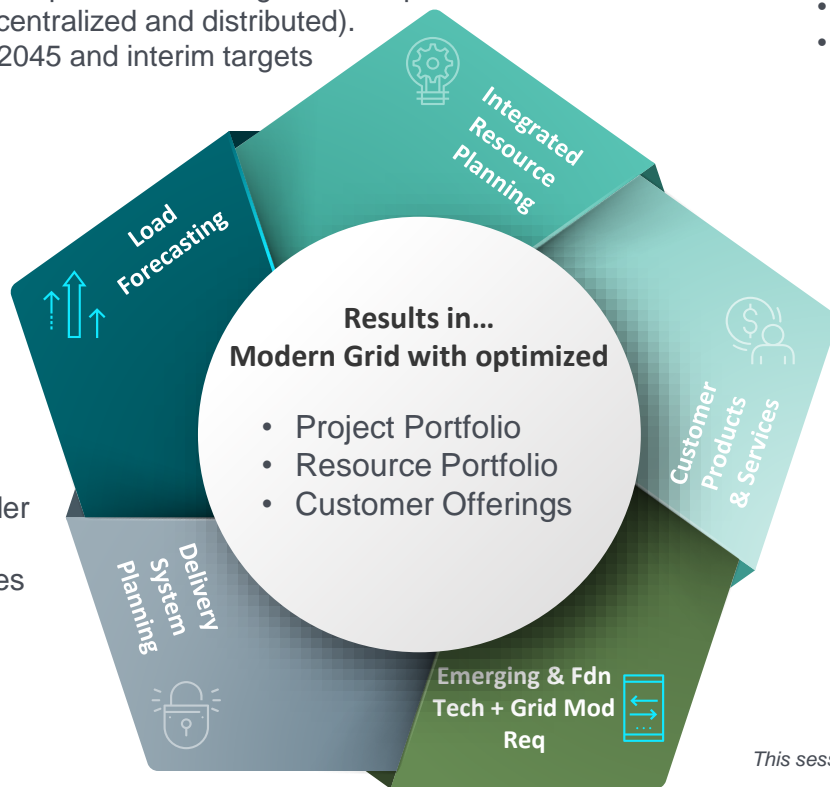 centralized and distributed).
2045 and interim targets
•
•
Integrated
Resource
Planning
Load
Forecasting
Customer
Products
& Services
Results in…
Modern Grid with optimized
• Project Portfolio
• Resource Portfolio
• Customer Offerings
Delivery
System
Planning
Emerging & Fdn
Tech + Grid Mod
Req
This sess